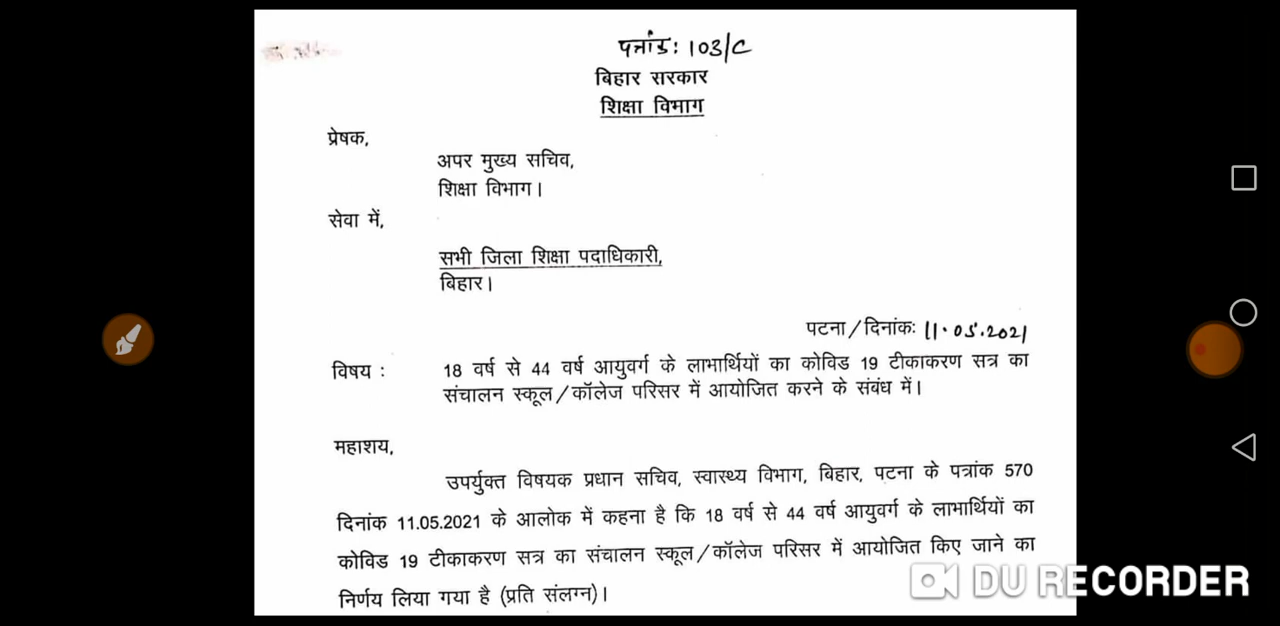 पत्रांक: 103/C
बिहार सरकार
शिक्षा विभाग
प्रेषक,
अपर मुख्य सचिव,
शिक्षा विभाग।
सेवा में,
सभी जिला शिक्षा पदाधिकारी,
बिहार।
पटना/दिनांक: 11.05.2021
विषय : 18 वर्ष से 44 वर्ष आयुवर्ग के लाभार्थियों का कोविड 19 टीकाकरण सत्र का
संचालन स्कूल/कॉलेज परिसर में आयोजित करने के संबंध में।
महाशय,
उपर्युक्त विषयक प्रधान सचिव, स्वास्थ्य विभाग, बिहार, पटना के पत्रांक 570
दिनांक 11.05.2021 के आलोक में कहना है कि 18 वर्ष से 44 वर्ष आयुवर्ग के लाभार्थियों का
कोविड 19 टीकाकरण सत्र का संचालन स्कूल/कॉलेज परिसर में आयोजित किए जाने का
निर्णय लिया गया है (प्रति संलग्न)।
DU RECORDER